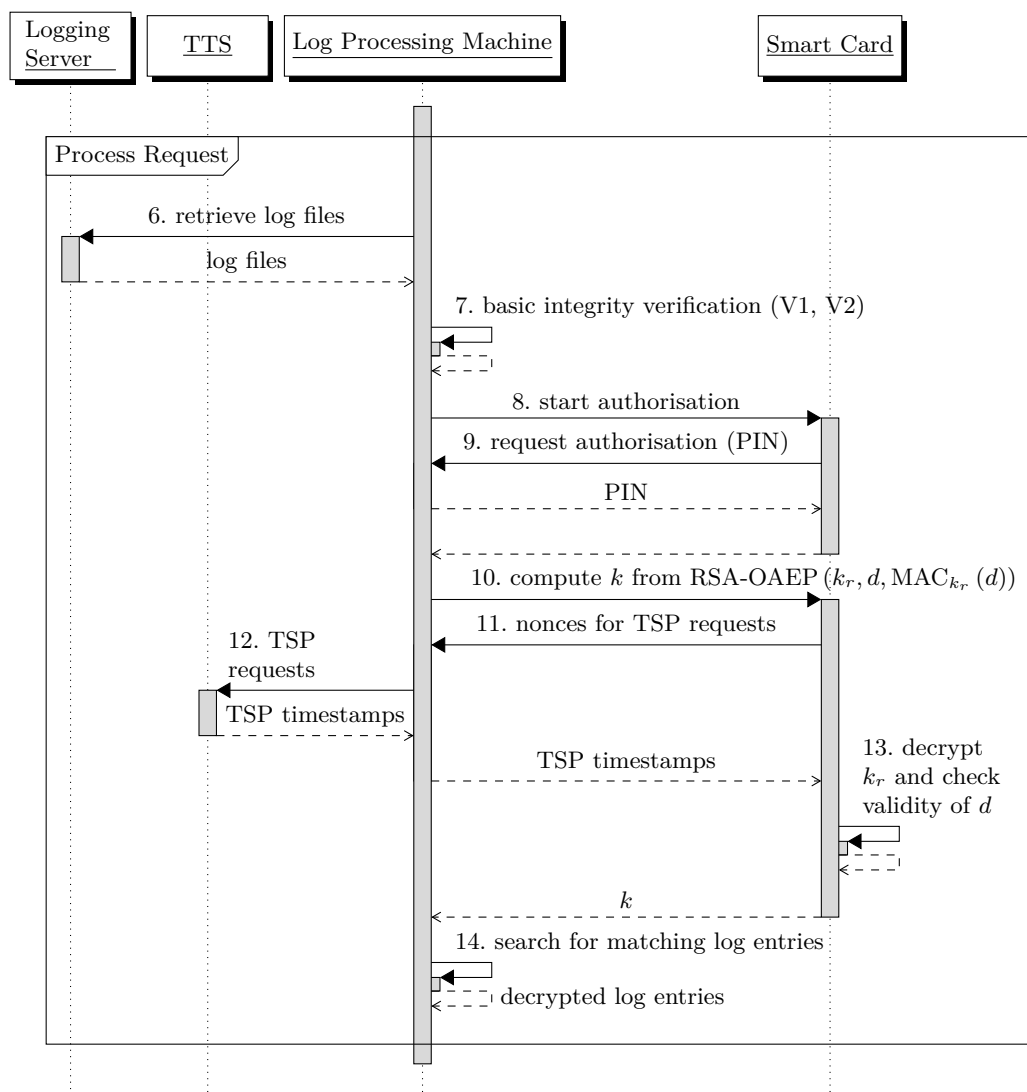 Logging
Server
TTS
Log Processing Machine
Smart Card
Process Request
6. retrieve log files
log files
7. basic integrity verification (V1, V2)
8. start authorisation
9. request authorisation (PIN)
PIN
10. compute k from RSA-OAEP (k_r, d, MAC_{k_r} (d))
11. nonces for TSP requests
12. TSP
requests
TSP timestamps
TSP timestamps
13. decrypt
k_r and check
validity of d
k
14. search for matching log entries
decrypted log entries